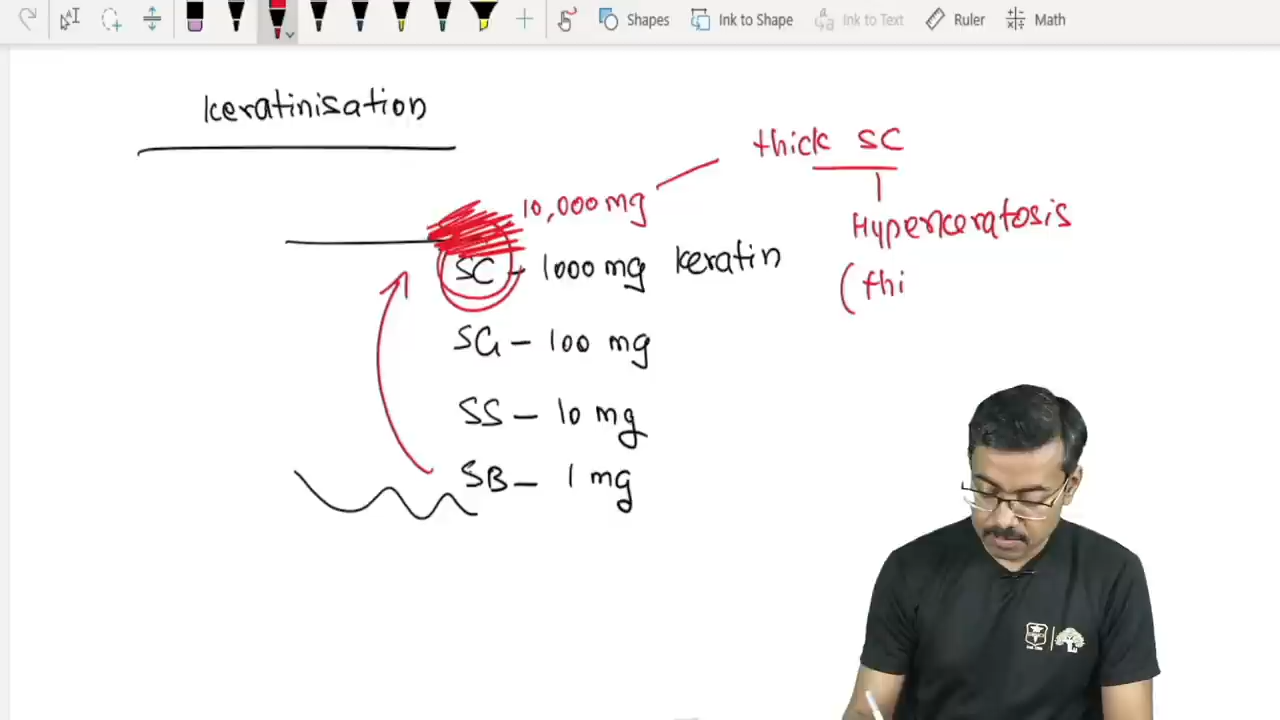 Shapes
Ink to Shape
Ink to Text
Ruler
Math
Keratinisation
thick SC
10,000 mg
Hyperkeratosis
SC - 1000 mg keratin
(thi
SG - 100 mg
SS - 10 mg
SB - 1 mg